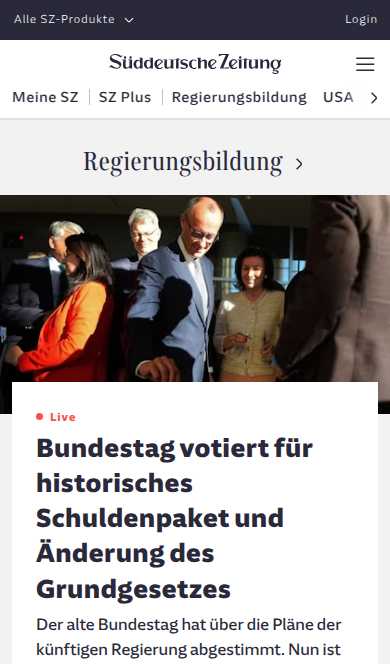 Alle SZ-Produkte Login
Süddeutsche Zeitung
Meine SZ SZ Plus Regierungsbildung USA
Regierungsbildung
Live
Bundestag votiert für
historisches
Schuldenpaket und
Änderung des
Grundgesetzes
Der alte Bundestag hat über die Pläne der
künftigen Regierung abgestimmt. Nun ist